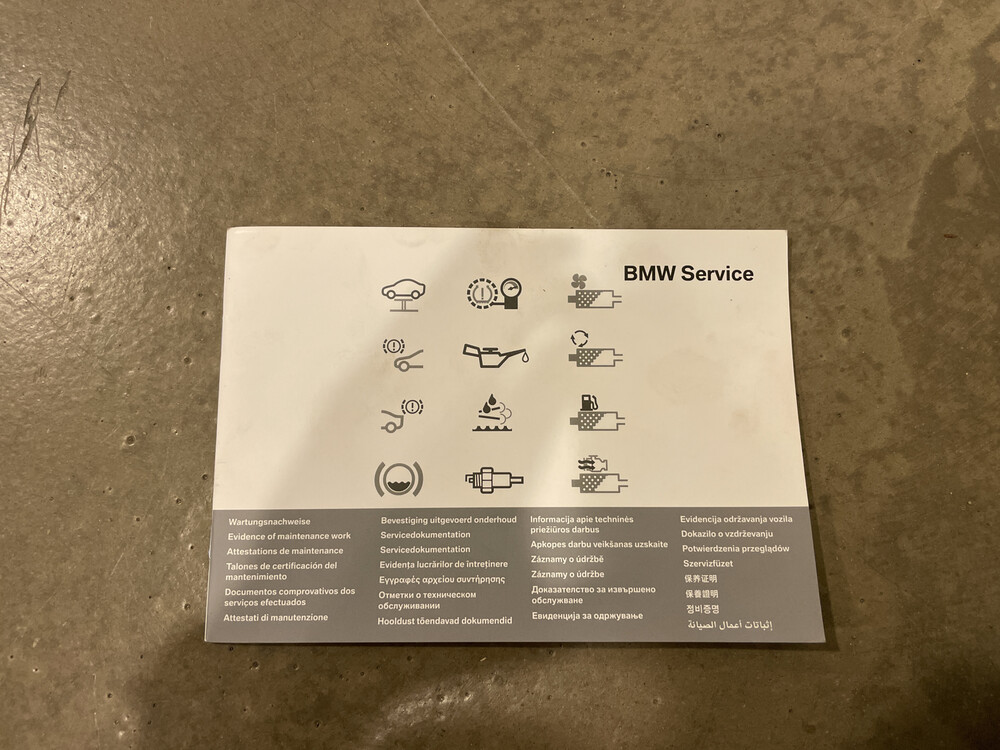 BMW Service
Wartungsnachweise
Evidence of maintenance work
Attestations de maintenance
Talones de certificación del
mantenimiento
Documentos comprovativos dos
serviços efectuados
Attestati di manutenzione
Bevestiging uitgevoerd onderhoud
Servicedokumentation
Servicedokumentation
Evidența lucrărilor de întreținere
Εγγραφές αρχείου συντήρησης
Отметки о техническом
обслуживании
Hooldust tõendavad dokumendid
Informacija apie techninės
priežiūros darbus
Apkopes darbu veikšanas uzskaite
Záznamy o údržbě
Záznamy o údržbe
Доказателство за извършено
обслужване
Евиденција за одржување
Evidencija održavanja vozila
Dokazilo o vzdrževanju
Potwierdzenia przeglądów
Szervizfüzet
保养证明
保養證明
정비증명
إثباتات أعمال الصيانة